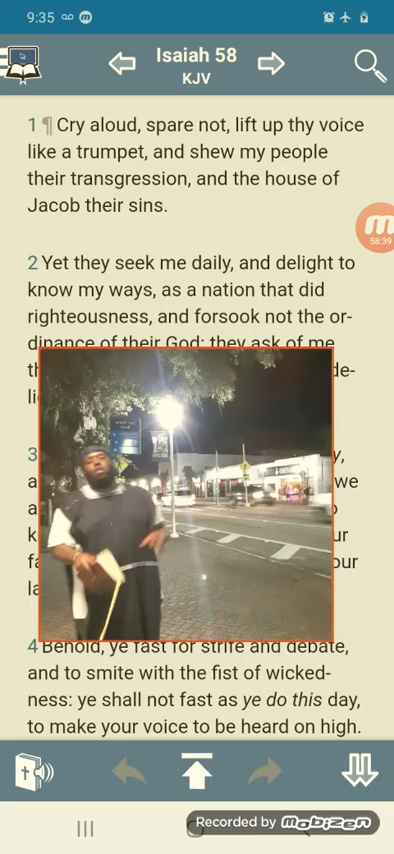 9:35
Isaiah 58
KJV
58:39
1 ¶ Cry aloud, spare not, lift up thy voice
like a trumpet, and shew my people
their transgression, and the house of
Jacob their sins.
2 Yet they seek me daily, and delight to
know my ways, as a nation that did
righteousness, and forsook not the or-
dinance of their God: they ask of me
de-
3
we
4 Behold, ye fast for strife and debate,
and to smite with the fist of wicked-
ness: ye shall not fast as ye do this day,
to make your voice to be heard on high.
Recorded by mobizen